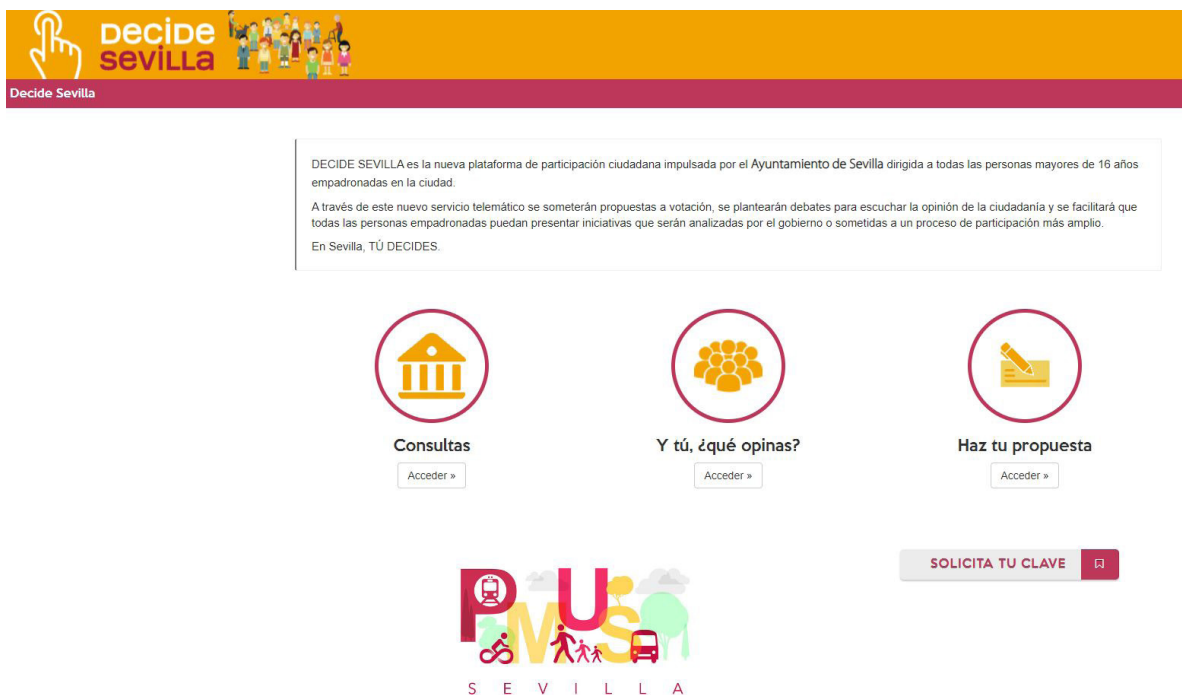 Decide
sevilla
Decide Sevilla
DECIDE SEVILLA es la nueva plataforma de participación ciudadana impulsada por el Ayuntamiento de Sevilla dirigida a todas las personas mayores de 16 años
empadronadas en la ciudad.
A través de este nuevo servicio telemático se someterán propuestas a votación, se plantearán debates para escuchar la opinión de la ciudadanía y se facilitará que
todas las personas empadronadas puedan presentar iniciativas que serán analizadas por el gobierno o sometidas a un proceso de participación más amplio.
En Sevilla, TÚ DECIDES.
Consultas
Acceder »
Y tú, ¿qué opinas?
Acceder »
Haz tu propuesta
Acceder »
SOLICITA TU CLAVE
PMUS
SEVILLA